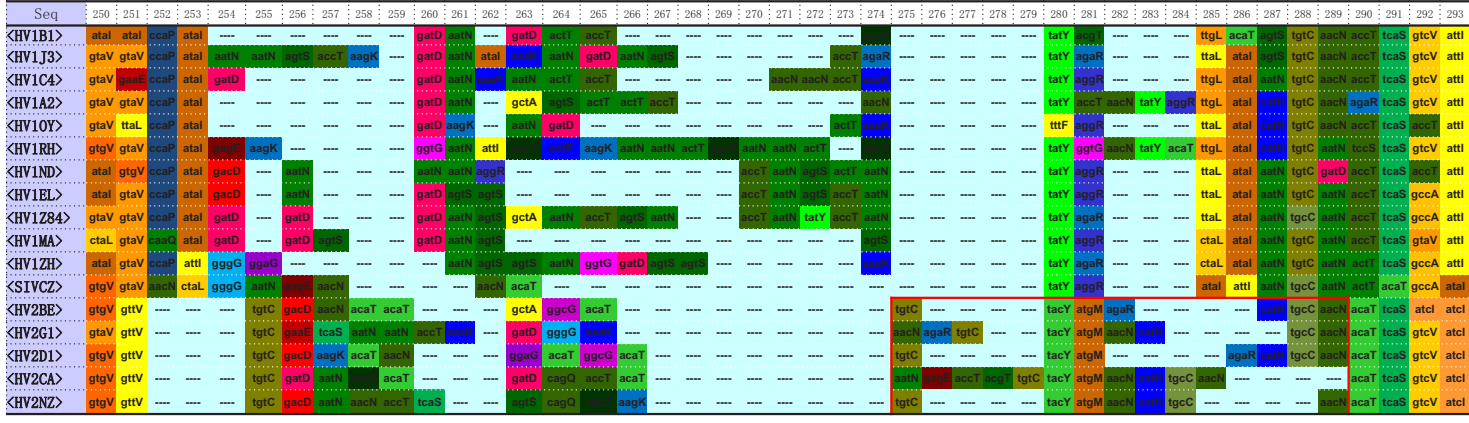 Seq 250 251 252 253 254 255 256 257 258 259 260 261 262 263 264 265 266 267 268 269 270 271 272 273 274 275 276 277 278 279 280 281 282 283 284 285 286 287 288 289 290 291 292 293
<HV1B1> ataI ataI ccaP ataI ---- ---- ---- ---- ---- ---- gatD aatN ---- gatD actT accT ---- ---- ---- ---- ---- ---- ---- ---- ---- ---- ---- ---- ---- tatY acgT ---- ---- ---- ttgL acaT agtS tgtC aacN accT tcaS gtcV attI
<HV1J3> gtaV gtaV ccaP ataI aatN aatN agtS accT aagK ---- gatD aatN ataI aatN gatD aatN agtS ---- ---- ---- ---- ---- accT agaR ---- ---- ---- ---- ---- tatY agaR ---- ---- ---- ttaL ataI agtS tgtC aatN accT tcaS gtcV attI
<HV1C4> gtaV gaaE ccaP ataI gatD ---- ---- ---- ---- ---- gatD aatN aatN actT accT ---- ---- ---- ---- ---- aacN aacN accT ---- ---- ---- ---- ---- tatY aggR ---- ---- ---- ttgL ataI aatN tgtC aacN accT tcaS gtcV attI
<HV1A2> gtaV gtaV ccaP ataI ---- ---- ---- ---- ---- ---- gatD aatN ---- gctA agtS actT actT accT ---- ---- ---- ---- ---- ---- aacN ---- ---- ---- ---- ---- tatY accT aacN tatY aggR ttgL ataI catH tgtC aacN agaR tcaS gtcV attI
<HV1OY> gtaV ttaL ccaP ataI ---- ---- ---- ---- ---- ---- gatD aagK ---- aatN gatD ---- ---- ---- ---- ---- ---- ---- ---- actT ---- ---- ---- ---- ---- tttF aggR ---- ---- ---- ttaL ataI catH tgtC aacN accT tcaS accT attI
<HV1RH> gtgV gtaV ccaP ataI gagE aagK ---- ---- ---- ---- ggtG aatN attI cctP aagK aatN aatN actT aatN aatN actT ---- ---- ---- ---- ---- ---- tatY ggtG aacN tatY acaT ttgL ataI catH tgtC aatN tccS tcaS gtcV attI
<HV1ND> ataI gtgV ccaP ataI gacD ---- aatN ---- ---- ---- aatN aatN aggR ---- ---- ---- ---- ---- ---- ---- accT aatN agtS actT aatN ---- ---- ---- ---- ---- tatY aggR ---- ---- ---- ttaL ataI aatN tgtC gatD accT tcaS accT attI
<HV1EL> ataI gtaV ccaP ataI gacD ---- aatN ---- ---- ---- gatD agtS agtS ---- ---- ---- ---- ---- ---- ---- accT aatN agtS accT aatN ---- ---- ---- ---- ---- tatY aggR ---- ---- ---- ttaL ataI aatN tgtC aatN accT tcaS gccA attI
<HV1Z84> gtaV gtaV ccaP ataI gatD ---- gatD ---- ---- ---- gatD aatN agtS gctA aatN accT agtS aatN ---- ---- accT aatN tatY accT aatN ---- ---- ---- ---- ---- tatY agaR ---- ---- ---- ttaL ataI aatN tgcC aatN accT tcaS gccA attI
<HV1MA> ctaL gtaV caaQ ataI gatD ---- gatD agtS ---- ---- gatD aatN agtS ---- ---- ---- ---- ---- ---- ---- ---- ---- ---- ---- agtS ---- ---- ---- ---- ---- tatY aggR ---- ---- ---- ctaL ataI aatN tgtC aatN accT tcaS gtaV attI
<HV1ZH> ataI gtaV ccaP attI gggG ggaG ---- ---- ---- ---- ---- aatN agtS agtS aatN ggtG gatD agtS agtS ---- ---- ---- ---- ---- ---- ---- ---- ---- ---- tatY agaR ---- ---- ---- ctaL ataI aatN tgtC aatN actT tcaS gccA attI
<SIVCZ> gtgV gtaV aacN ctaL gggG aatN gagE aacN ---- ---- ---- ---- aacN acaT ---- ---- ---- ---- ---- ---- ---- ---- ---- ---- ---- ---- ---- ---- ---- ---- tatY aggR ---- ---- ---- ataI attI aatN tgtC aatN actT acaT gccA ataI
<HV2BE> gtgV gttV ---- ---- ---- tgtC gacD aacN acaT acaT ---- ---- ---- gctA ggcG acaT ---- ---- ---- ---- ---- ---- ---- ---- ---- tgtC ---- ---- ---- ---- tacY atgM agaR ---- ---- ---- ---- catH tgcC aacN acaT tcaS atcI atcI
<HV2G1> gtaV gttV ---- ---- ---- tgtC gaaE tcaS aatN aatN accT ---- gatD gggG ---- ---- ---- ---- ---- ---- ---- ---- ---- aacN agaR tgtC ---- ---- tacY atgM aacN catH ---- ---- ---- ---- tgcC aacN acaT tcaS gtcV atcI
<HV2D1> gtgV gttV ---- ---- ---- tgtC gacD aagK acaT aacN ---- ---- ---- ggaG acaT ggcG acaT ---- ---- ---- ---- ---- ---- ---- ---- tgtC ---- ---- ---- ---- tacY atgM ---- ---- ---- ---- agaR catH tgcC aacN acaT tcaS gtcV atcI
<HV2CA> gtgV gttV ---- ---- ---- tgtC gatD aatN acaT ---- ---- ---- gatD cagQ accT acaT ---- ---- ---- ---- ---- ---- ---- ---- aatN gagE accT acgT tgtC tacY atgM aacN catH tgcC aacN ---- ---- ---- ---- acaT tcaS gtcV atcI
<HV2NZ> gtgV gttV ---- ---- ---- tgtC gacD aatN aacN accT tcaS ---- ---- agtS cagQ aagK ---- ---- ---- ---- ---- ---- ---- ---- tgtC ---- ---- ---- ---- tacY atgM aacN catH tgcC ---- ---- ---- ---- aacN acaT tcaS gtcV atcI